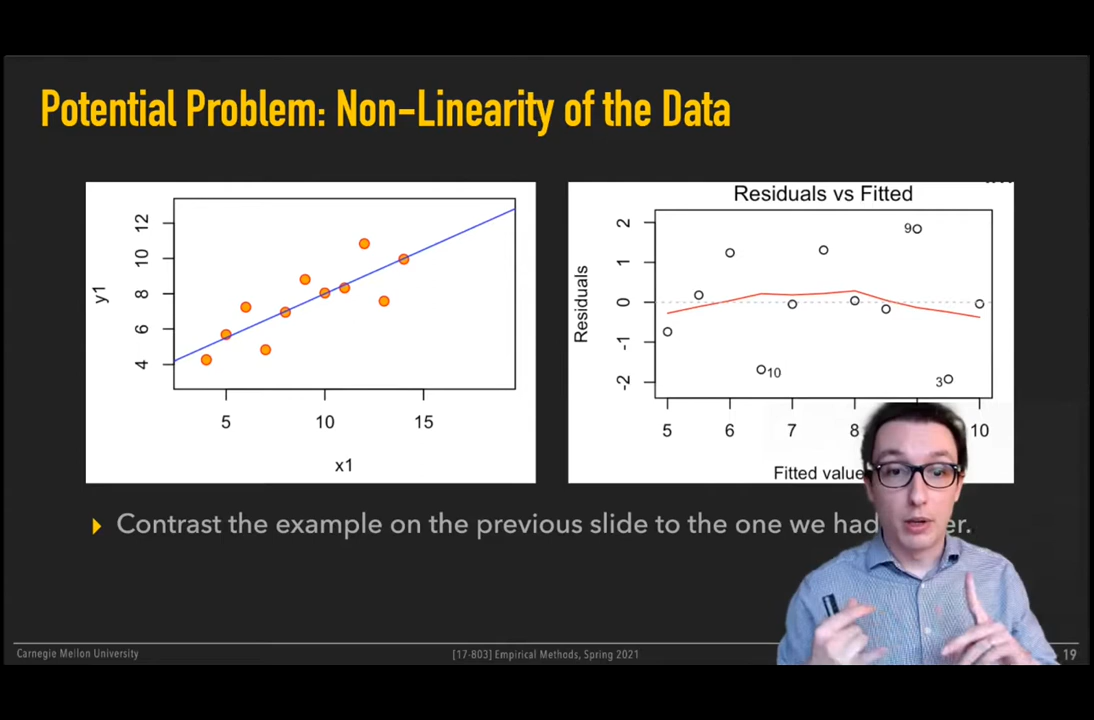 Potential Problem: Non-Linearity of the Data
12
10
8
6
4
y1
5 10 15
x1
Residuals vs Fitted
2
1
0
-1
-2
Residuals
9
10
3
5 6 7 8 10
Fitted
Contrast the example on the previous slide to the one we had
Carnegie Mellon University
[17-803] Empirical Methods, Spring 2021
19